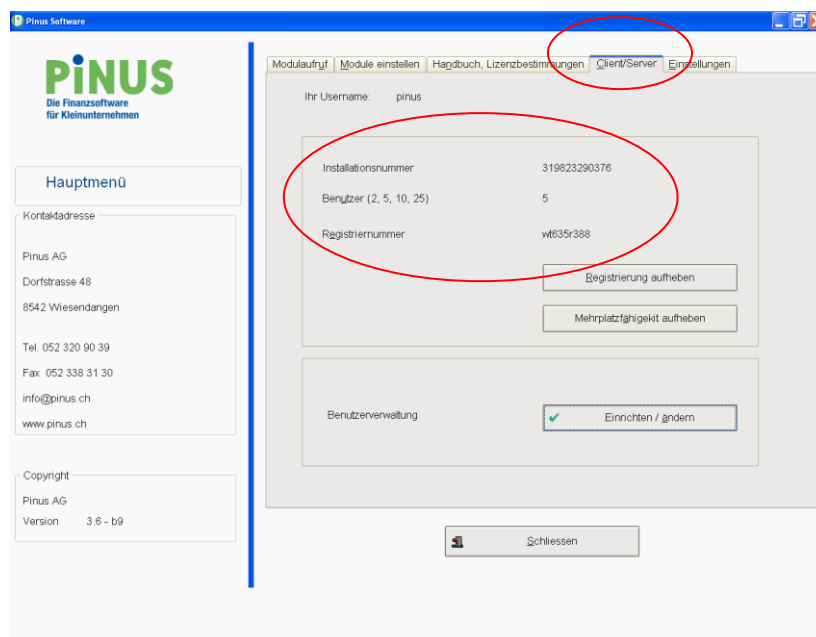 Pinus Software
PiNUS
Die Finanzsoftware
für Kleinunternehmen
Hauptmenü
Kontaktadresse
Pinus AG
Dorfstrasse 48
8542 Wiesendangen
Tel. 052 320 90 39
Fax 052 338 31 30
info@pinus.ch
www.pinus.ch
Copyright
Pinus AG
Version 3.6 - b9
Modulaufruf Module einstellen Handbuch, Lizenzbestimmungen Client/Server Einstellungen
Ihr Username: pinus
Installationsnummer 319823290376
Benutzer (2, 5, 10, 25) 5
Registriernummer wt635r388
Registrierung aufheben
Mehrplatzfähigekit aufheben
Benutzerverwaltung Einrichten / ändern
Schliessen